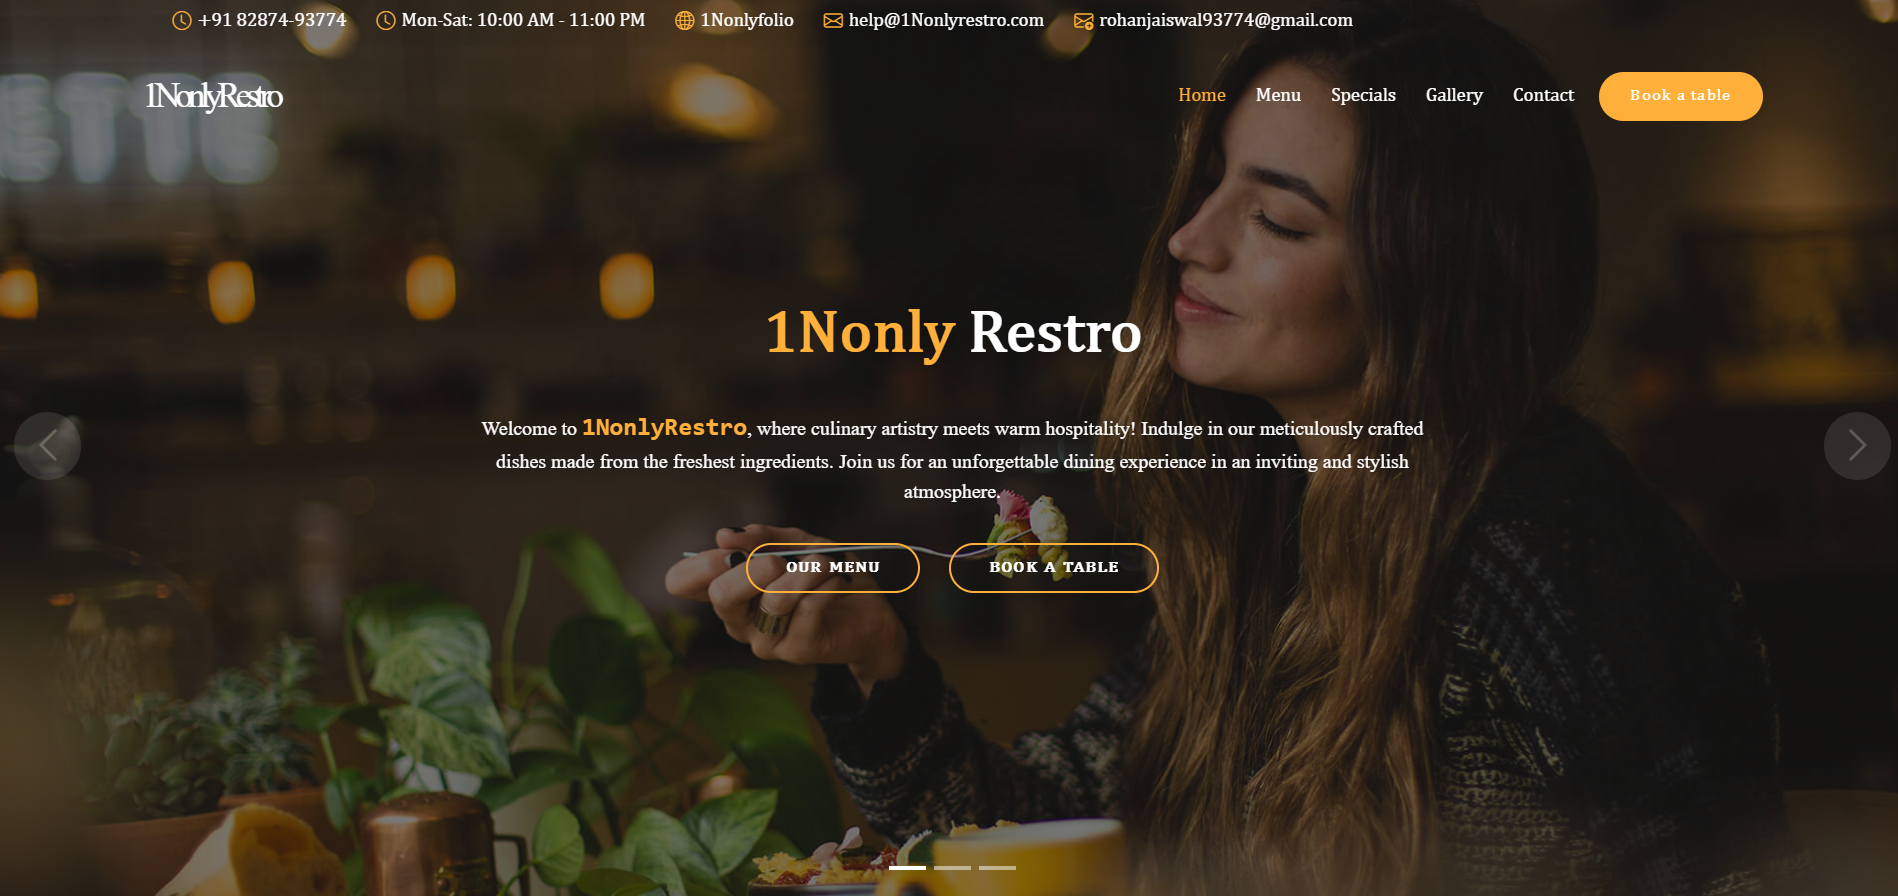 +91 82874-93774 Mon-Sat: 10:00 AM - 11:00 PM 1Nonlyfolio help@1Nonlyrestro.com rohanjaiswal93774@gmail.com
1NonlyRestro Home Menu Specials Gallery Contact Book a table
1Nonly Restro
Welcome to 1NonlyRestro, where culinary artistry meets warm hospitality! Indulge in our meticulously crafted
dishes made from the freshest ingredients. Join us for an unforgettable dining experience in an inviting and stylish
atmosphere.
OUR MENU BOOK A TABLE